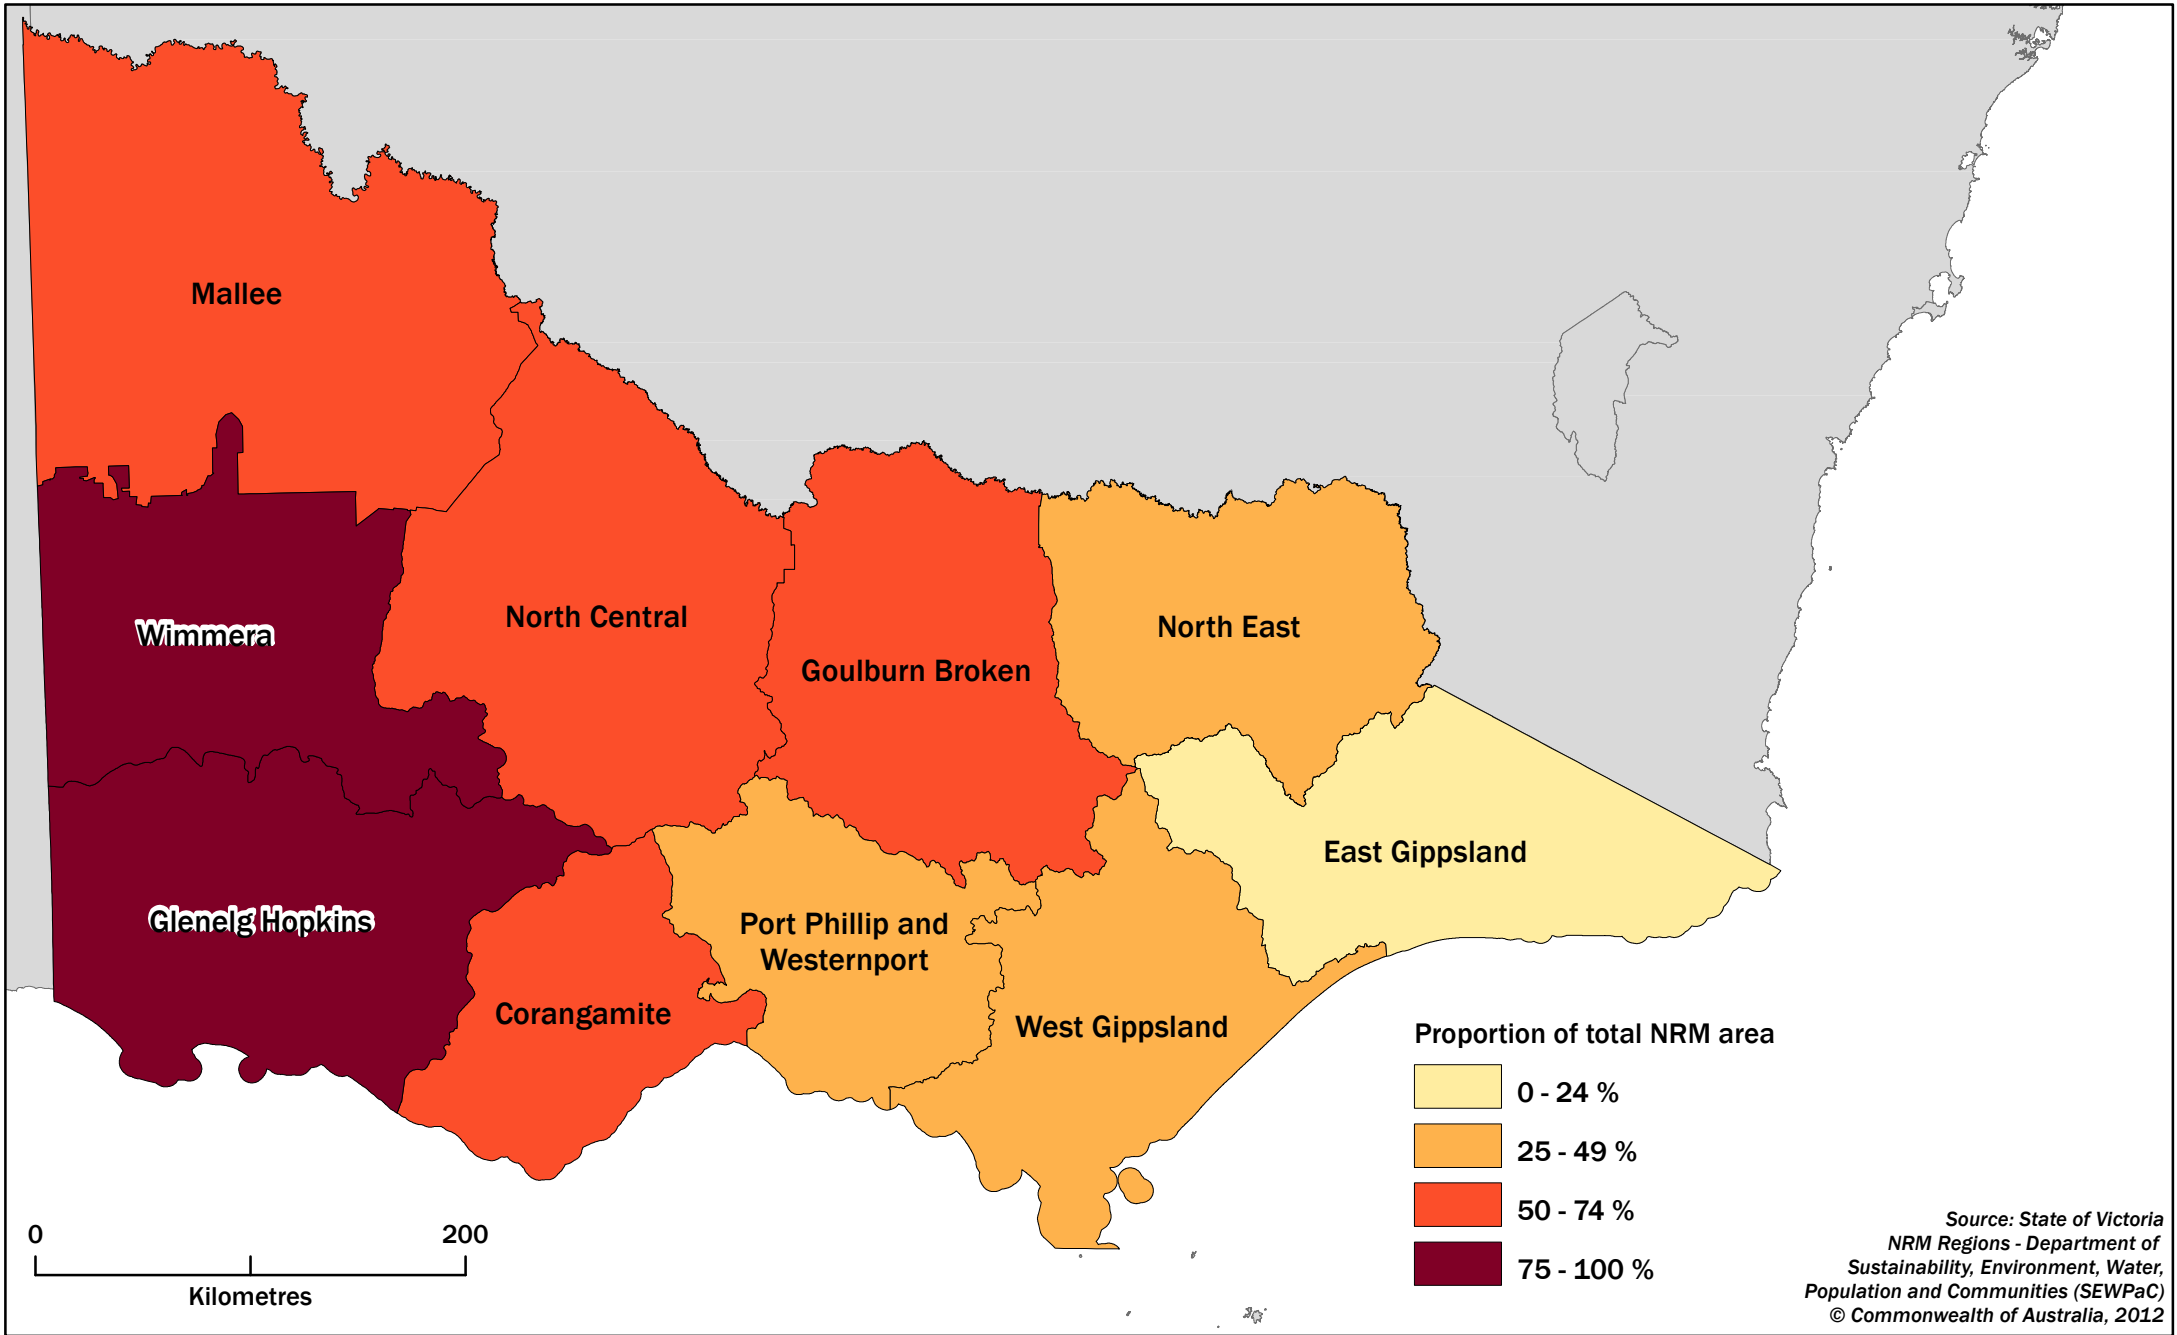 Mallee
Wimmera
North Central
Goulburn Broken
North East
East Gippsland
Glenelg Hopkins
Port Phillip and
Westernport
Corangamite
West Gippsland
Proportion of total NRM area
0 - 24 %
25 - 49 %
50 - 74 %
75 - 100 %
0 200
Kilometres
Source: State of Victoria
NRM Regions - Department of
Sustainability, Environment, Water,
Population and Communities (SEWPaC)
© Commonwealth of Australia, 2012